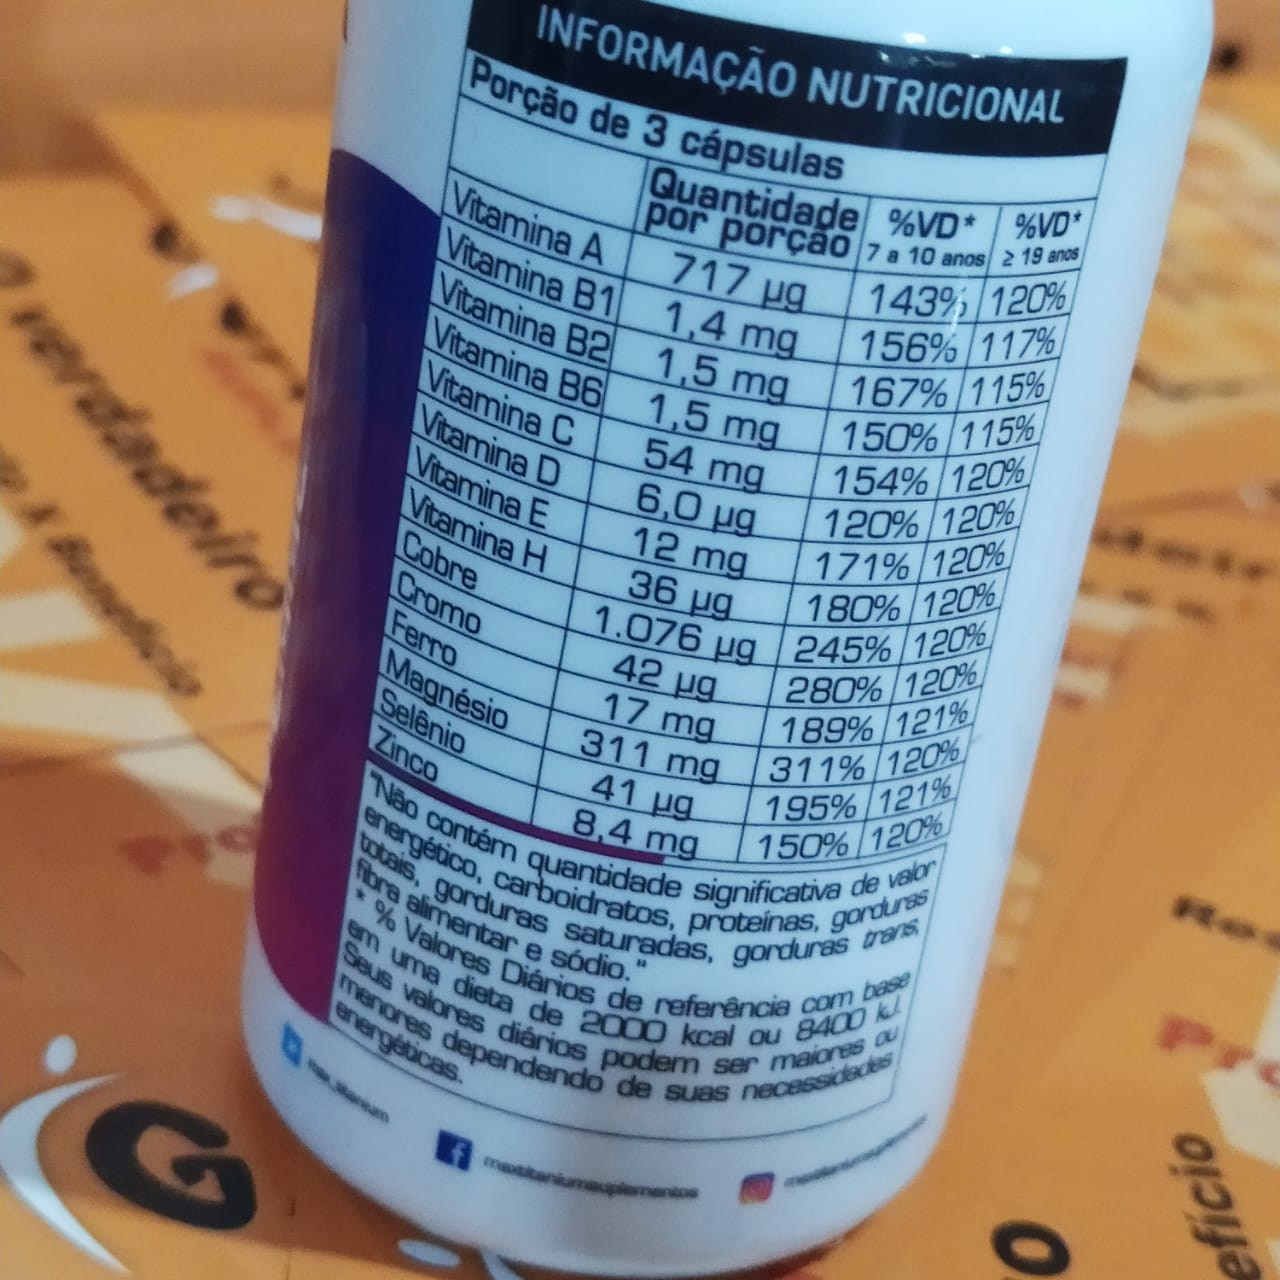 INFORMAÇÃO NUTRICIONAL
Porção de 3 cápsulas
Quantidade por porção %VD* 7 a 10 anos %VD* ≥ 19 anos
Vitamina A 717 µg 143% 120%
Vitamina B1 1,4 mg 156% 117%
Vitamina B2 1,5 mg 167% 115%
Vitamina B6 1,5 mg 150% 115%
Vitamina C 54 mg 154% 120%
Vitamina D 6,0 µg 120% 120%
Vitamina E 12 mg 171% 120%
Vitamina H 36 µg 180% 120%
Cobre 1.076 µg 245% 120%
Cromo 42 µg 280% 120%
Ferro 17 mg 189% 121%
Magnésio 311 mg 311% 120%
Selênio 41 µg 195% 121%
Zinco 8,4 mg 150% 120%
"Não contém quantidade significativa de valor
energético, carboidratos, proteínas, gorduras
totais, gorduras saturadas, gorduras trans,
fibra alimentar e sódio."
* % Valores Diários de referência com base
em uma dieta de 2000 kcal ou 8400 kJ.
Seus valores diários podem ser maiores ou
menores dependendo de suas necessidades
energéticas.
max_titanium
maxtitaniumsuplementos
maxtitaniumsuplementos
O verdadeiro
Benefício
G